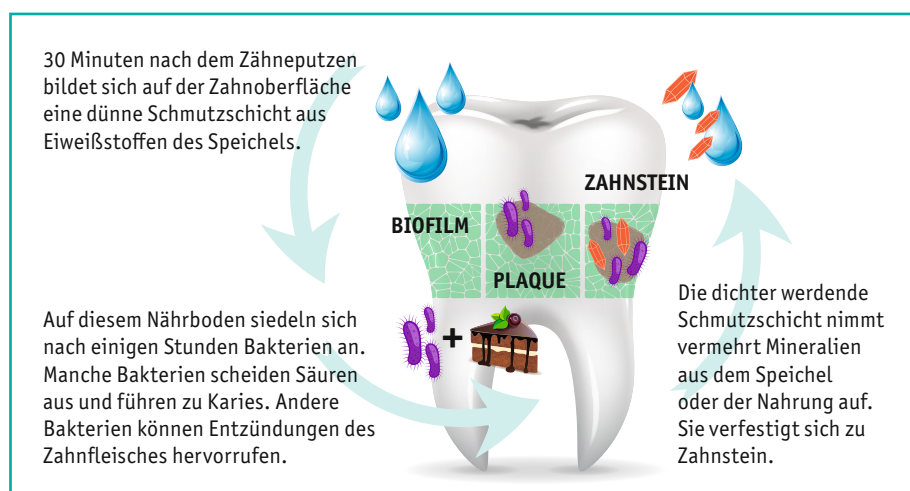 30 Minuten nach dem Zähneputzen
bildet sich auf der Zahnoberfläche
eine dünne Schmutzschicht aus
Eiweißstoffen des Speichels.
ZAHNSTEIN
BIOFILM
PLAQUE
Auf diesem Nährboden siedeln sich
nach einigen Stunden Bakterien an.
Manche Bakterien scheiden Säuren
aus und führen zu Karies. Andere
Bakterien können Entzündungen des
Zahnfleisches hervorrufen.
+
Die dichter werdende
Schmutzschicht nimmt
vermehrt Mineralien
aus dem Speichel
oder der Nahrung auf.
Sie verfestigt sich zu
Zahnstein.